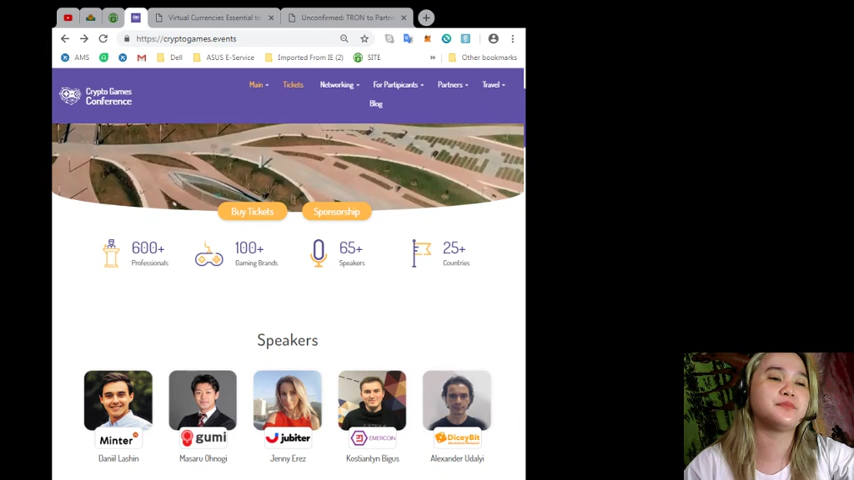 Virtual Currencies Essential to
Unconfirmed: TRON to Partn
https://cryptogames.events
AMS
Dell
ASUS E-Service
Imported From IE (2)
SITE
»
Other bookmarks
Crypto Games
Conference
Main
Tickets
Networking
For Partipicants
Partners
Travel
Blog
Buy Tickets
Sponsorship
600+
Professionals
100+
Gaming Brands
65+
Speakers
25+
Countries
Speakers
Minter
gumi
jubiter
EMERCOIN
DiceyBit
Daniil Lashin
Masaru Ohnogi
Jenny Erez
Kostiantyn Bigus
Alexander Udalyi